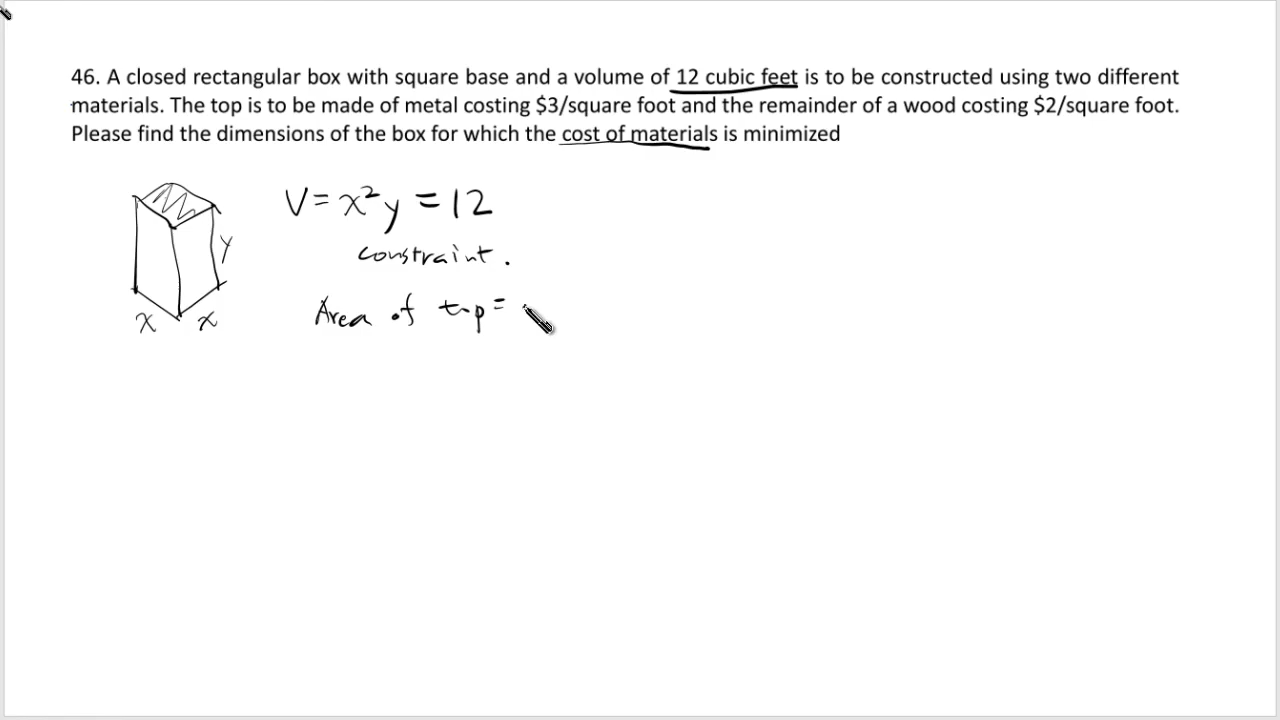 46. A closed rectangular box with square base and a volume of 12 cubic feet is to be constructed using two different
materials. The top is to be made of metal costing $3/square foot and the remainder of a wood costing $2/square foot.
Please find the dimensions of the box for which the cost of materials is minimized
V = x²y = 12
y
constraint.
Area of top =
x x